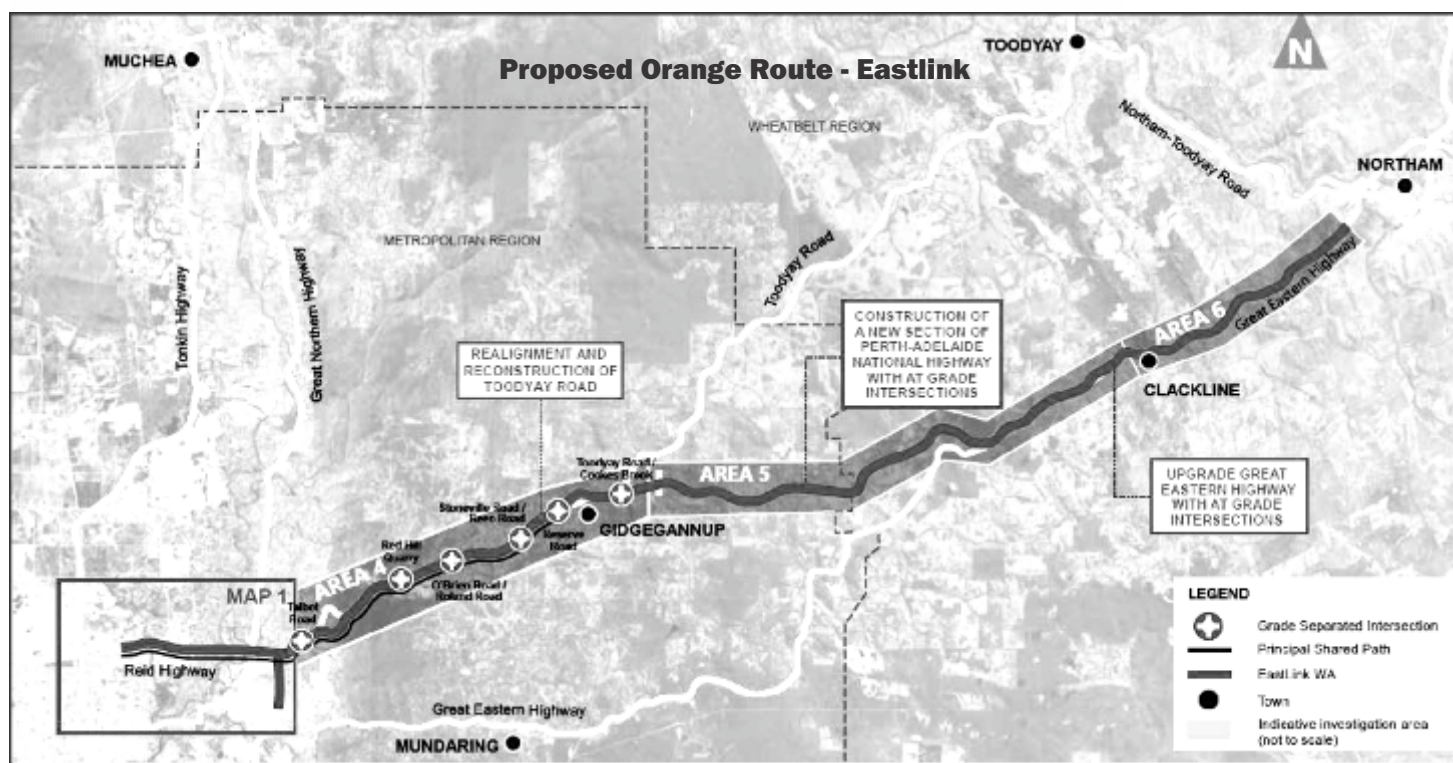 Proposed Orange Route - Eastlink
MUCHEA
TOODYAY
N
WHEATBELT REGION
Northam-Toodyay Road
NORTHAM
METROPOLITAN REGION
Tonkin Highway
Great Northern Highway
Toodyay Road
CONSTRUCTION OF
A NEW SECTION OF
PERTH-ADELAIDE
NATIONAL HIGHWAY
WITH AT GRADE
INTERSECTIONS
REALIGNMENT AND
RECONSTRUCTION OF
TOODYAY ROAD
AREA 6
Great Eastern Highway
CLACKLINE
UPGRADE GREAT
EASTERN HIGHWAY
WITH AT GRADE
INTERSECTIONS
Toodyay Road /
Cookes Brook
AREA 5
Stoneville Road /
Reen Road
Reserve
Road
GIDGEGANNUP
Red Hill
Quarry
O'Brien Road /
Roland Road
AREA 4
MAP 1
Talbot
Road
Reid Highway
Great Eastern Highway
MUNDARING
LEGEND
Grade Separated Intersection
Principal Shared Path
EastLink WA
Town
Indicative investigation area
(not to scale)